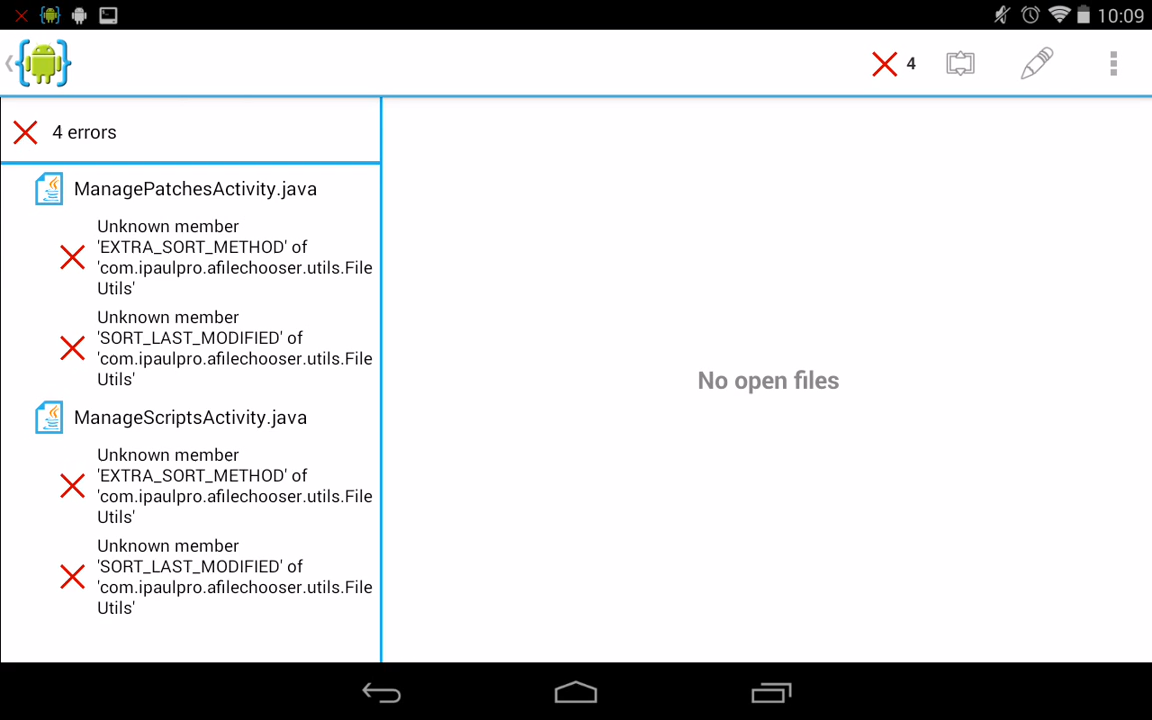 10:09
4
4 errors
ManagePatchesActivity.java
Unknown member
'EXTRA_SORT_METHOD' of
'com.ipaulpro.afilechooser.utils.File
Utils'
Unknown member
'SORT_LAST_MODIFIED' of
'com.ipaulpro.afilechooser.utils.File
Utils'
ManageScriptsActivity.java
Unknown member
'EXTRA_SORT_METHOD' of
'com.ipaulpro.afilechooser.utils.File
Utils'
Unknown member
'SORT_LAST_MODIFIED' of
'com.ipaulpro.afilechooser.utils.File
Utils'
No open files